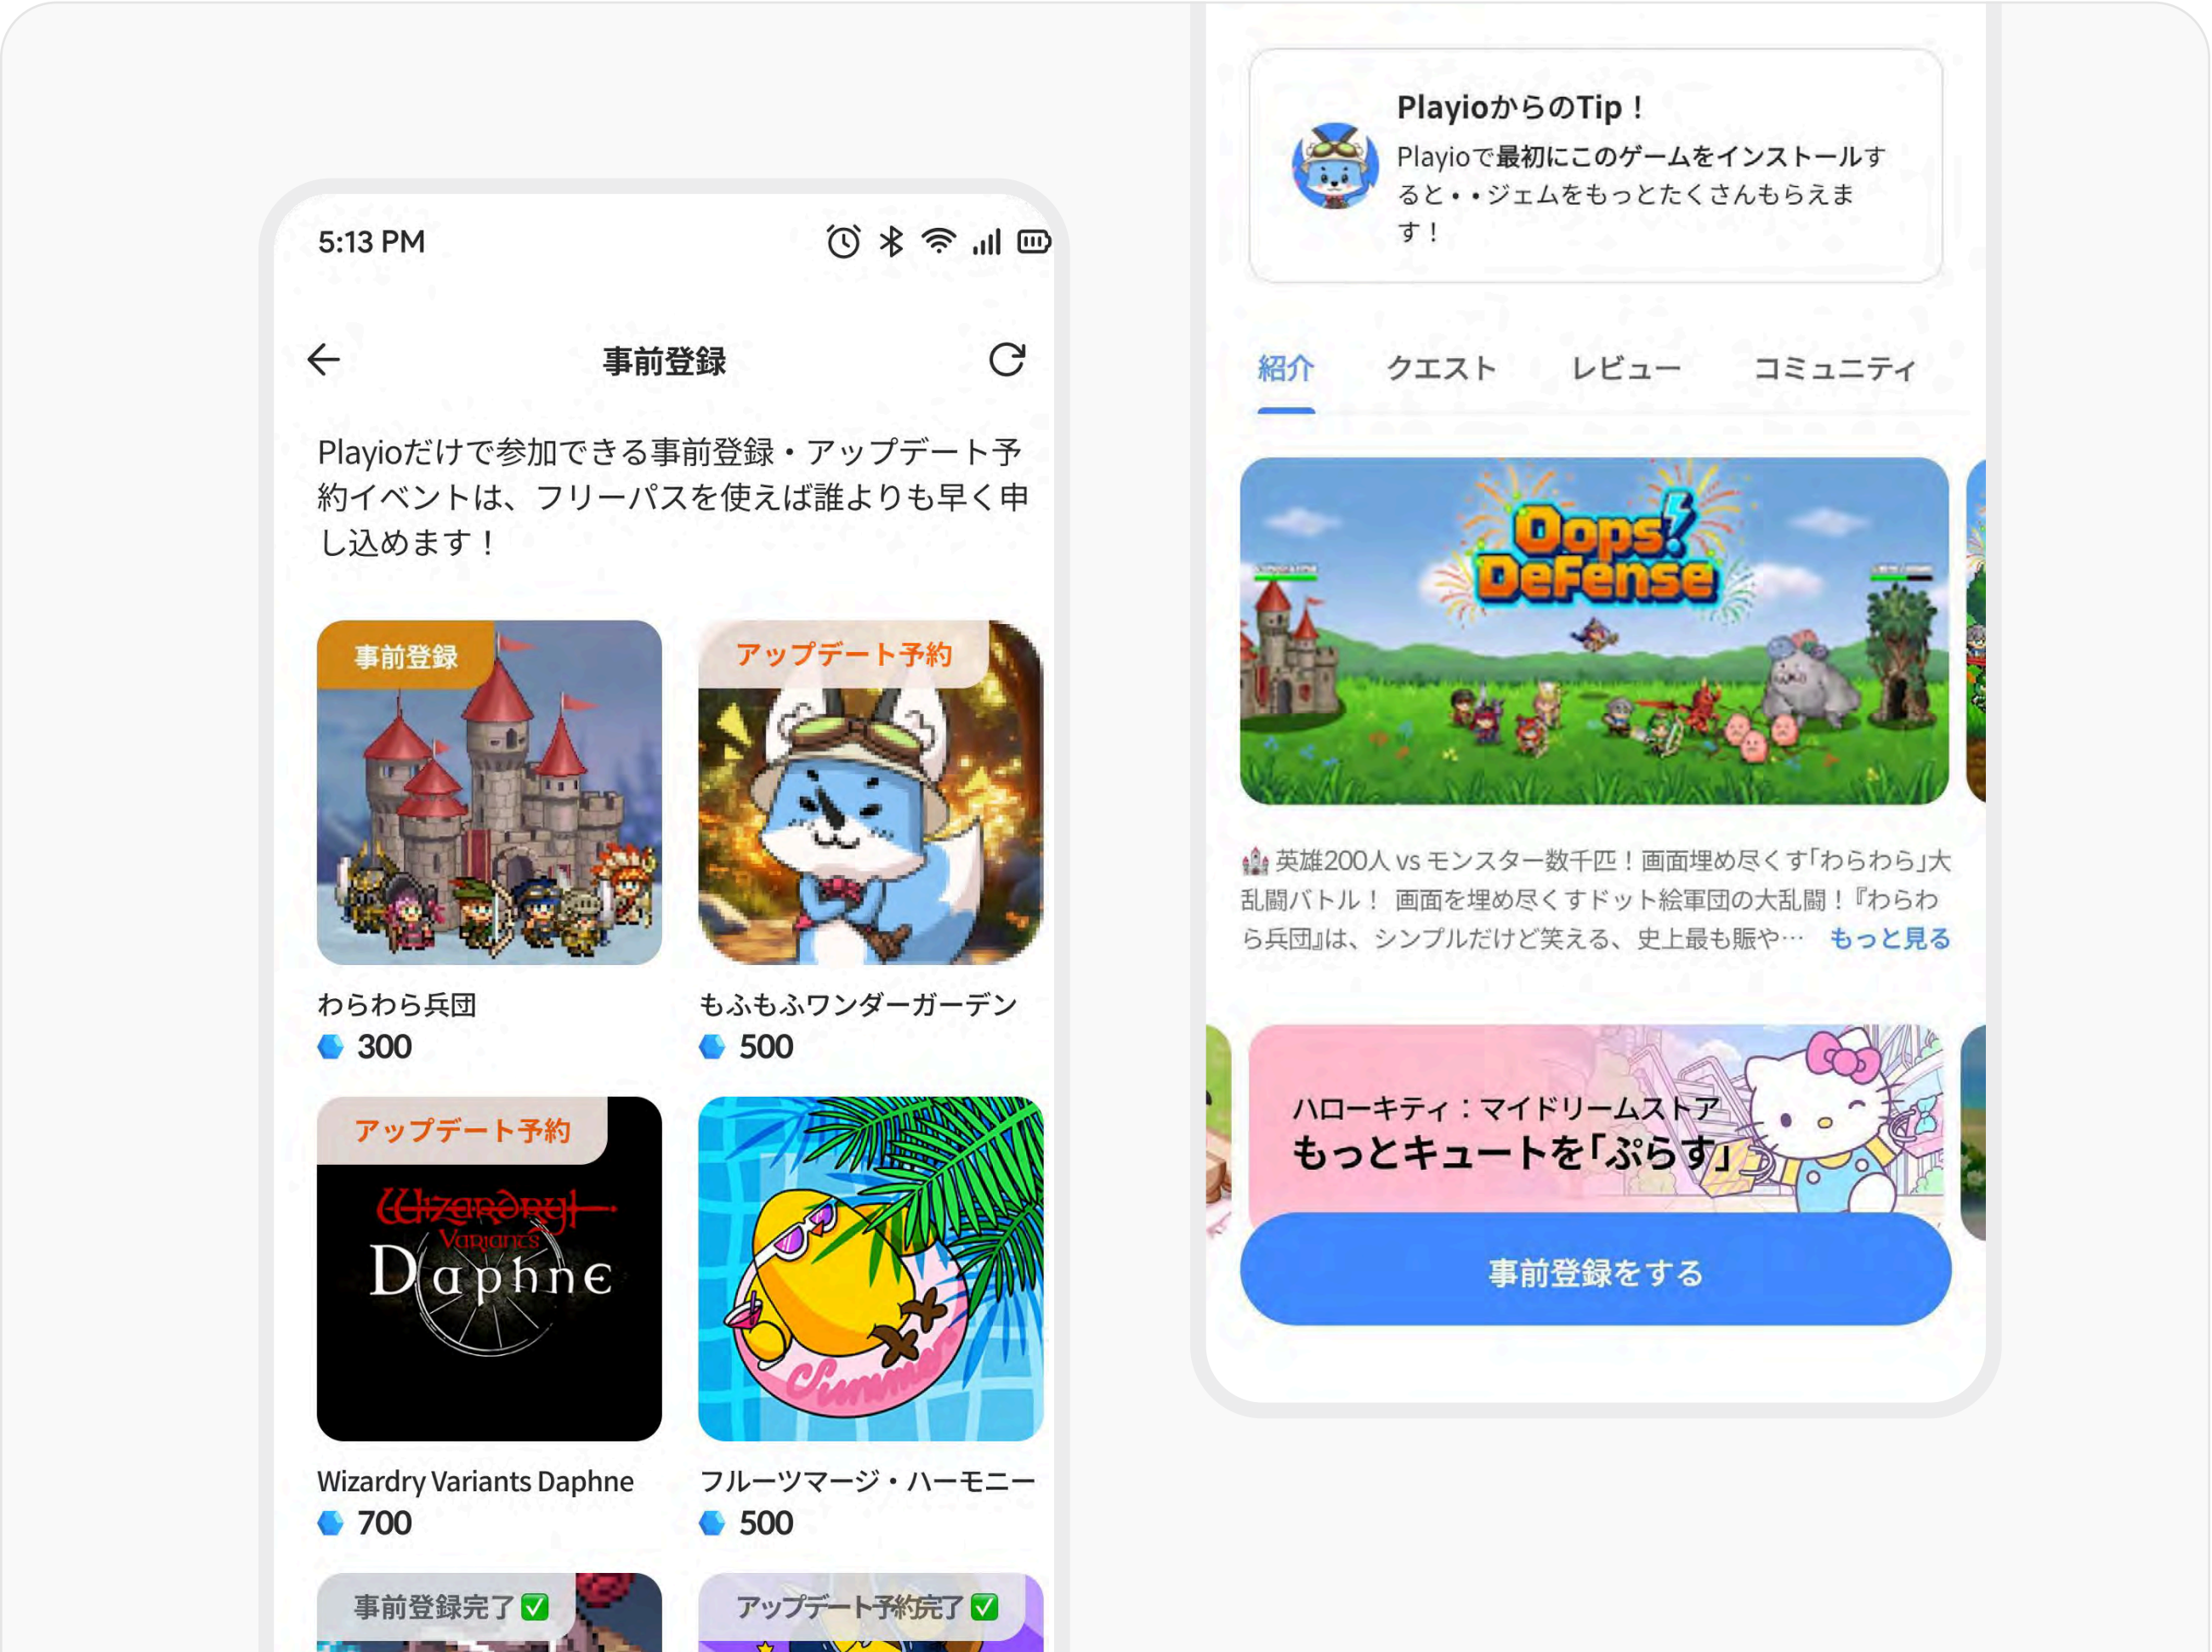 5:13 PM
事前登録
Playioだけで参加できる事前登録・アップデート予
約イベントは、フリーパスを使えば誰よりも早く申
し込めます！
事前登録
アップデート予約
わらわら兵団
300
もふもふワンダーガーデン
500
アップデート予約
Wizardry
Variants
Daphne
Summer
Wizardry Variants Daphne
700
フルーツマージ・ハーモニー
500
事前登録完了✅
アップデート予約完了✅
PlayioからのTip！
Playioで最初にこのゲームをインストールす
ると・・ジェムをもっとたくさんもらえま
す！
紹介
クエスト
レビュー
コミュニティ
Oops!
Defense
🏰 英雄200人 vs モンスター数千匹！画面埋め尽くす「わらわら」大
乱闘バトル！ 画面を埋め尽くすドット絵軍団の大乱闘！『わらわ
ら兵団』は、シンプルだけど笑える、史上最も賑や… もっと見る
ハローキティ：マイドリームストア
もっとキュートを「ぷらす」
事前登録をする